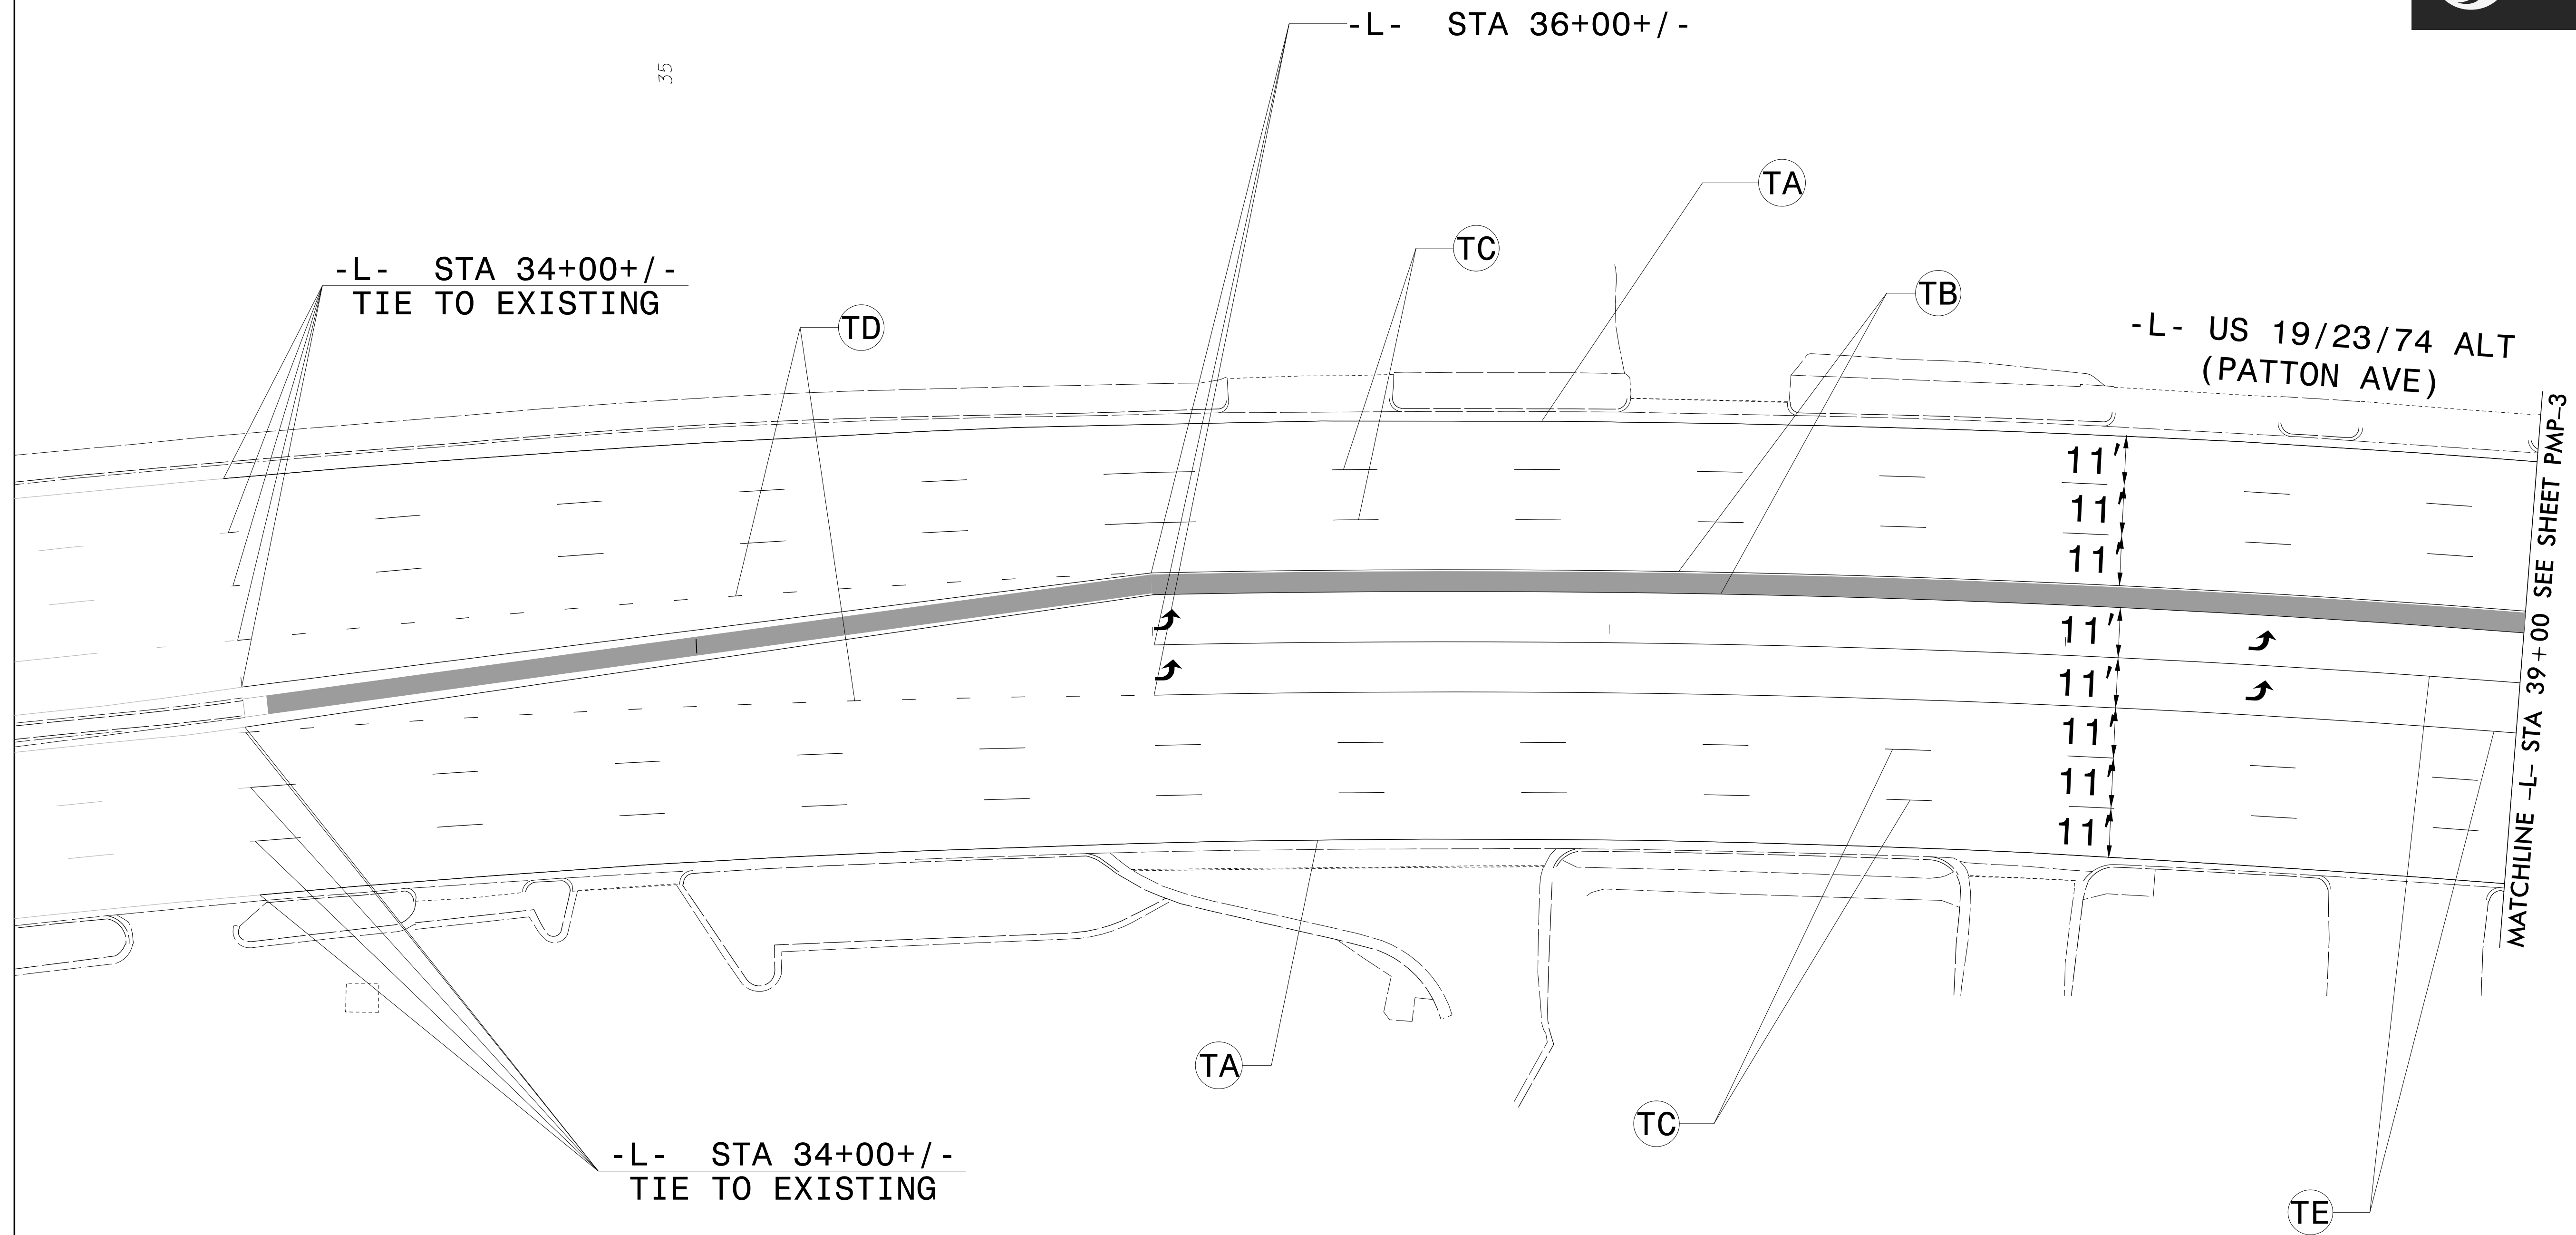 -L- STA 36+00+/-
35
TA
TC
-L- STA 34+00+/-
TIE TO EXISTING
TB
TD
-L- US 19/23/74 ALT
(PATTON AVE)
11'
11'
11'
11'
11'
11'
11'
11'
MATCHLINE -L- STA 39+00 SEE SHEET PMP-3
TA
TC
-L- STA 34+00+/-
TIE TO EXISTING
TE